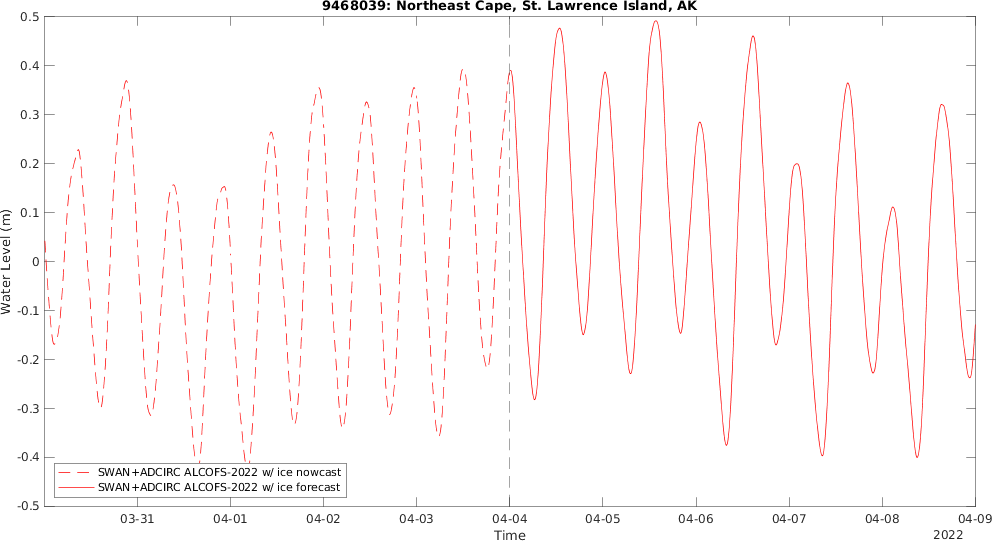 9468039: Northeast Cape, St. Lawrence Island, AK
0.5
0.4
0.3
0.2
0.1
0
-0.1
-0.2
-0.3
-0.4
-0.5
Water Level (m)
SWAN+ADCIRC ALCOFS-2022 w/ ice nowcast
SWAN+ADCIRC ALCOFS-2022 w/ ice forecast
03-31 04-01 04-02 04-03 04-04 04-05 04-06 04-07 04-08 04-09
Time
2022